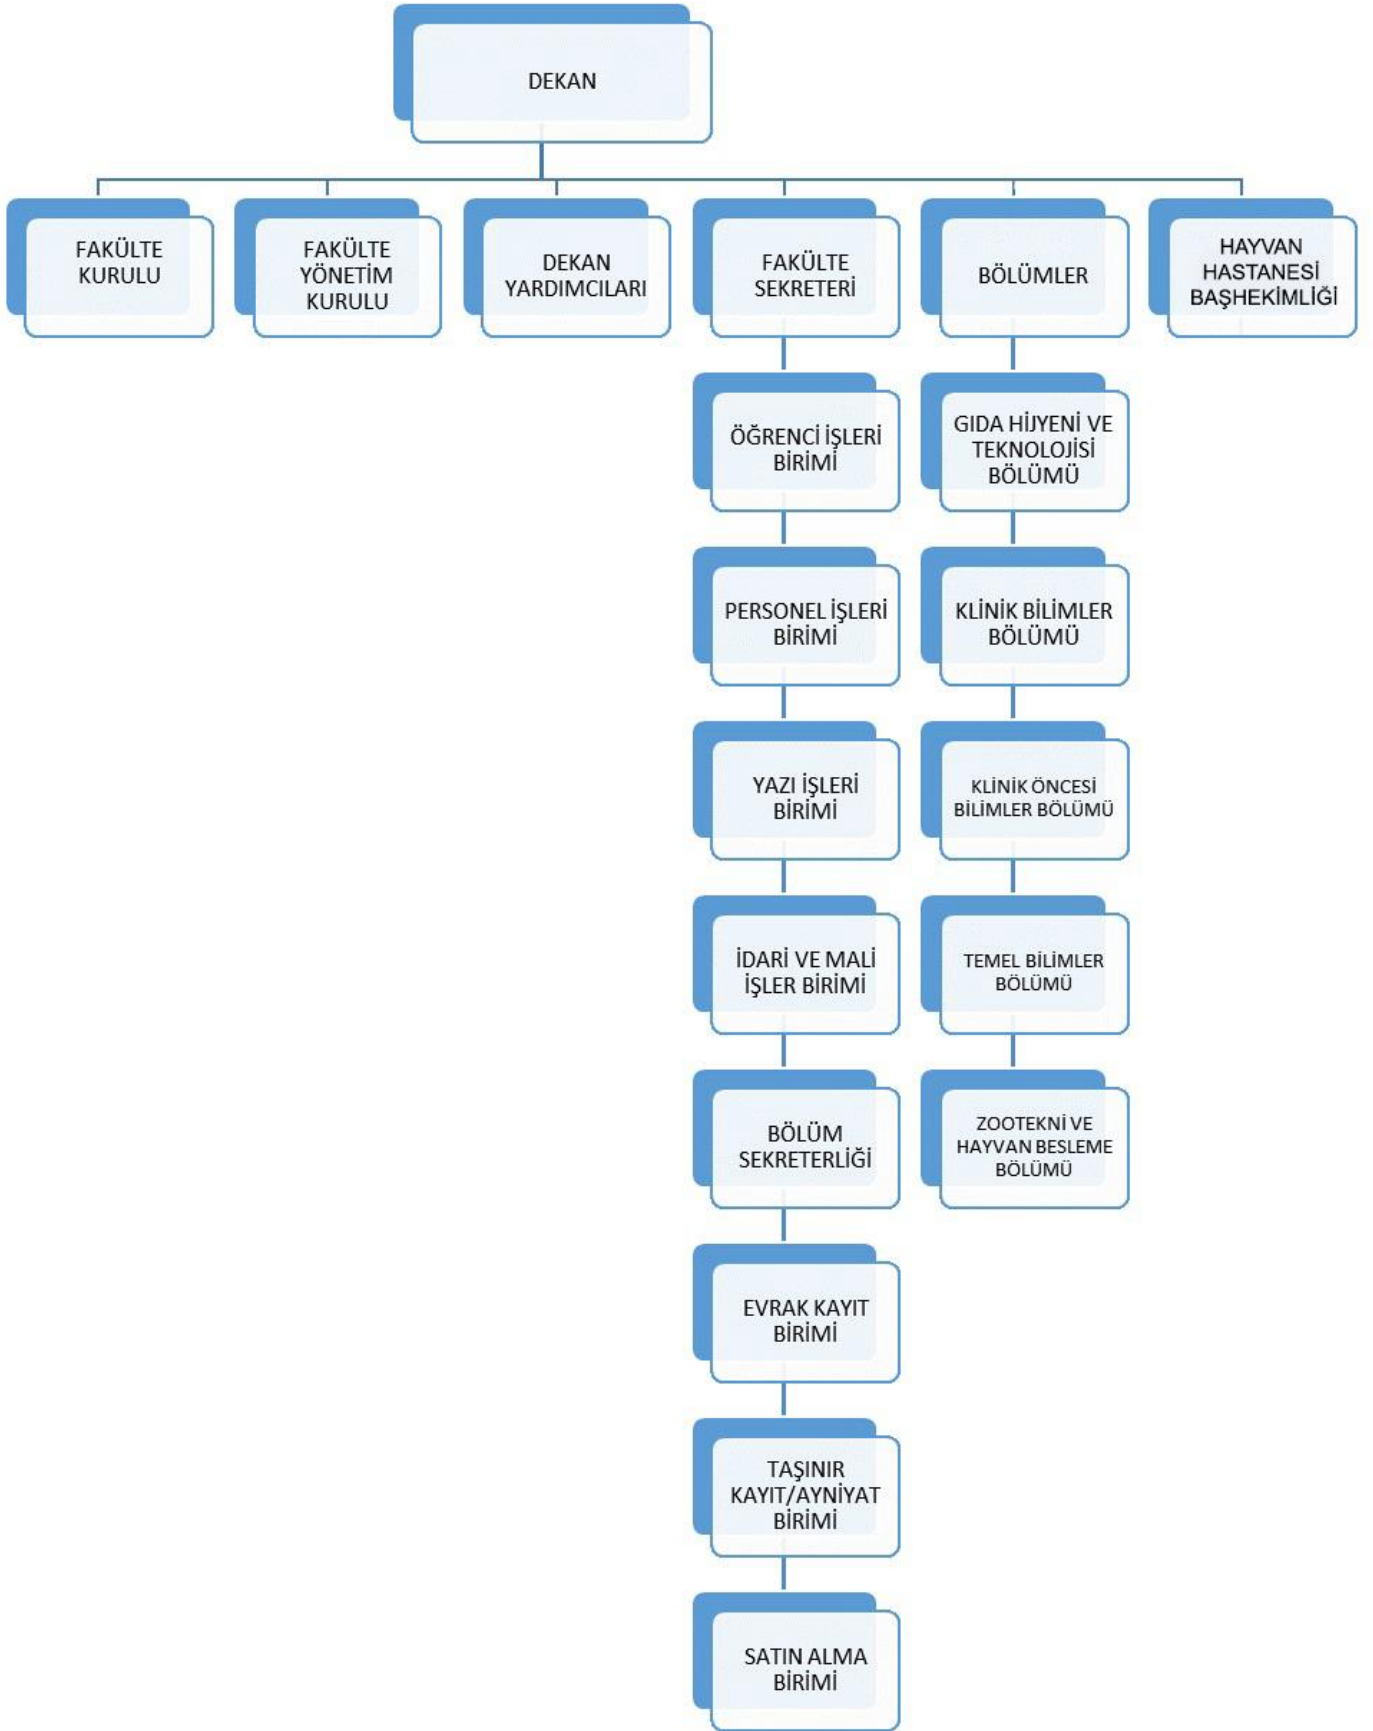 DEKAN
FAKÜLTE
KURULU
FAKÜLTE
YÖNETİM
KURULU
DEKAN
YARDIMCILARI
FAKÜLTE
SEKRETERİ
BÖLÜMLER
HAYVAN
HASTANESİ
BAŞHEKİMLİĞİ
ÖĞRENCİ İŞLERİ
BİRİMİ
GIDA HİJYENİ VE
TEKNOLOJİSİ
BÖLÜMÜ
PERSONEL İŞLERİ
BİRİMİ
KLİNİK BİLİMLER
BÖLÜMÜ
YAZI İŞLERİ
BİRİMİ
KLİNİK ÖNCESİ
BİLİMLER BÖLÜMÜ
İDARİ VE MALİ
İŞLER BİRİMİ
TEMEL BİLİMLER
BÖLÜMÜ
BÖLÜM
SEKRETERLİĞİ
ZOOTEKNİ VE
HAYVAN BESLEME
BÖLÜMÜ
EVRAK KAYIT
BİRİMİ
TAŞINIR
KAYIT/AYNİYAT
BİRİMİ
SATIN ALMA
BİRİMİ